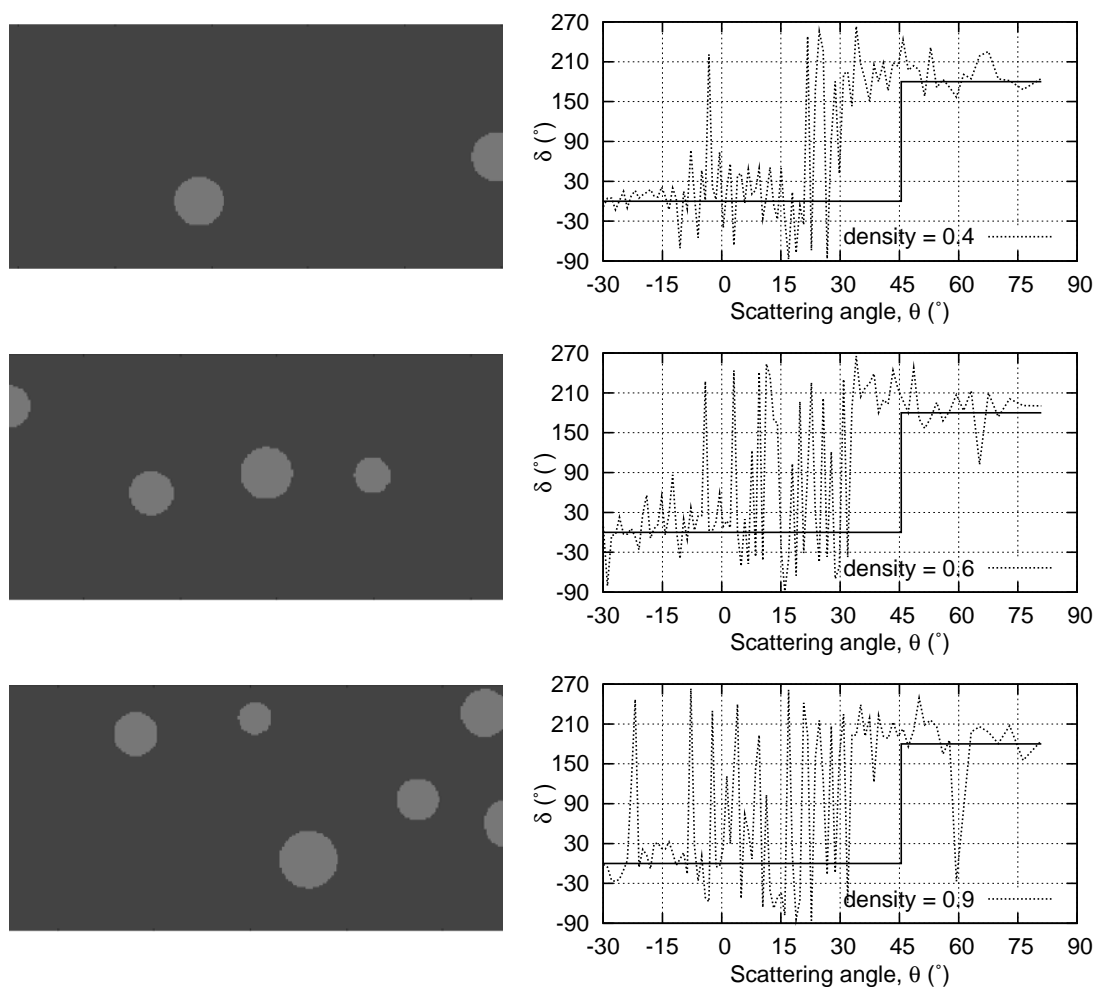 270
210
150
90
30
-30
-90
δ (°)
density = 0.4
-30 -15 0 15 30 45 60 75 90
Scattering angle, θ (°)
270
210
150
90
30
-30
-90
δ (°)
density = 0.6
-30 -15 0 15 30 45 60 75 90
Scattering angle, θ (°)
270
210
150
90
30
-30
-90
δ (°)
density = 0.9
-30 -15 0 15 30 45 60 75 90
Scattering angle, θ (°)